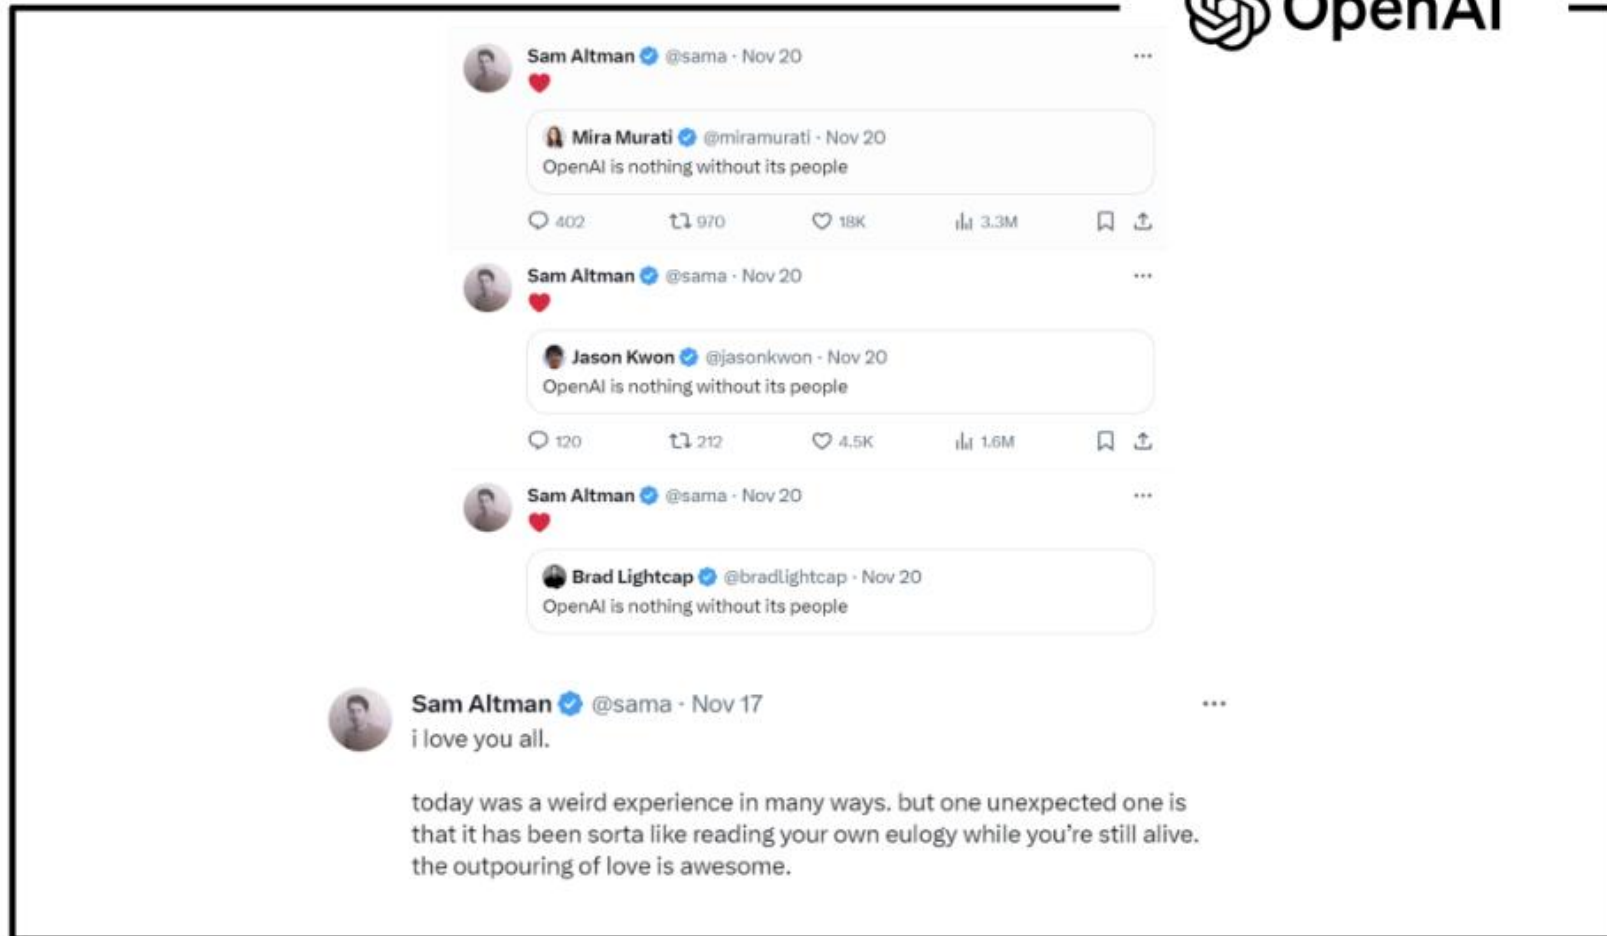 OpenAI
Sam Altman @sama · Nov 20
Mira Murati @miramurati · Nov 20
OpenAI is nothing without its people
402 970 18K 3.3M
Sam Altman @sama · Nov 20
Jason Kwon @jasonkwon · Nov 20
OpenAI is nothing without its people
120 212 4.5K 1.6M
Sam Altman @sama · Nov 20
Brad Lightcap @bradlightcap · Nov 20
OpenAI is nothing without its people
Sam Altman @sama · Nov 17
i love you all.
today was a weird experience in many ways. but one unexpected one is
that it has been sorta like reading your own eulogy while you’re still alive.
the outpouring of love is awesome.